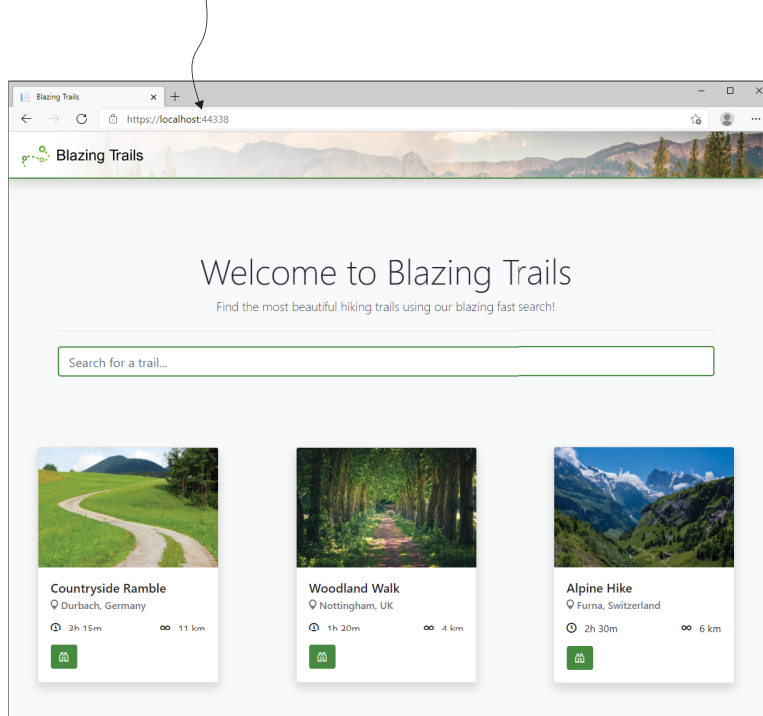 Blazing Trails
https://localhost:44338
Blazing Trails
Welcome to Blazing Trails
Find the most beautiful hiking trails using our blazing fast search!
Search for a trail...
Countryside Ramble
Durbach, Germany
3h 15m 11 km
Woodland Walk
Nottingham, UK
1h 20m 4 km
Alpine Hike
Furna, Switzerland
2h 30m 6 km